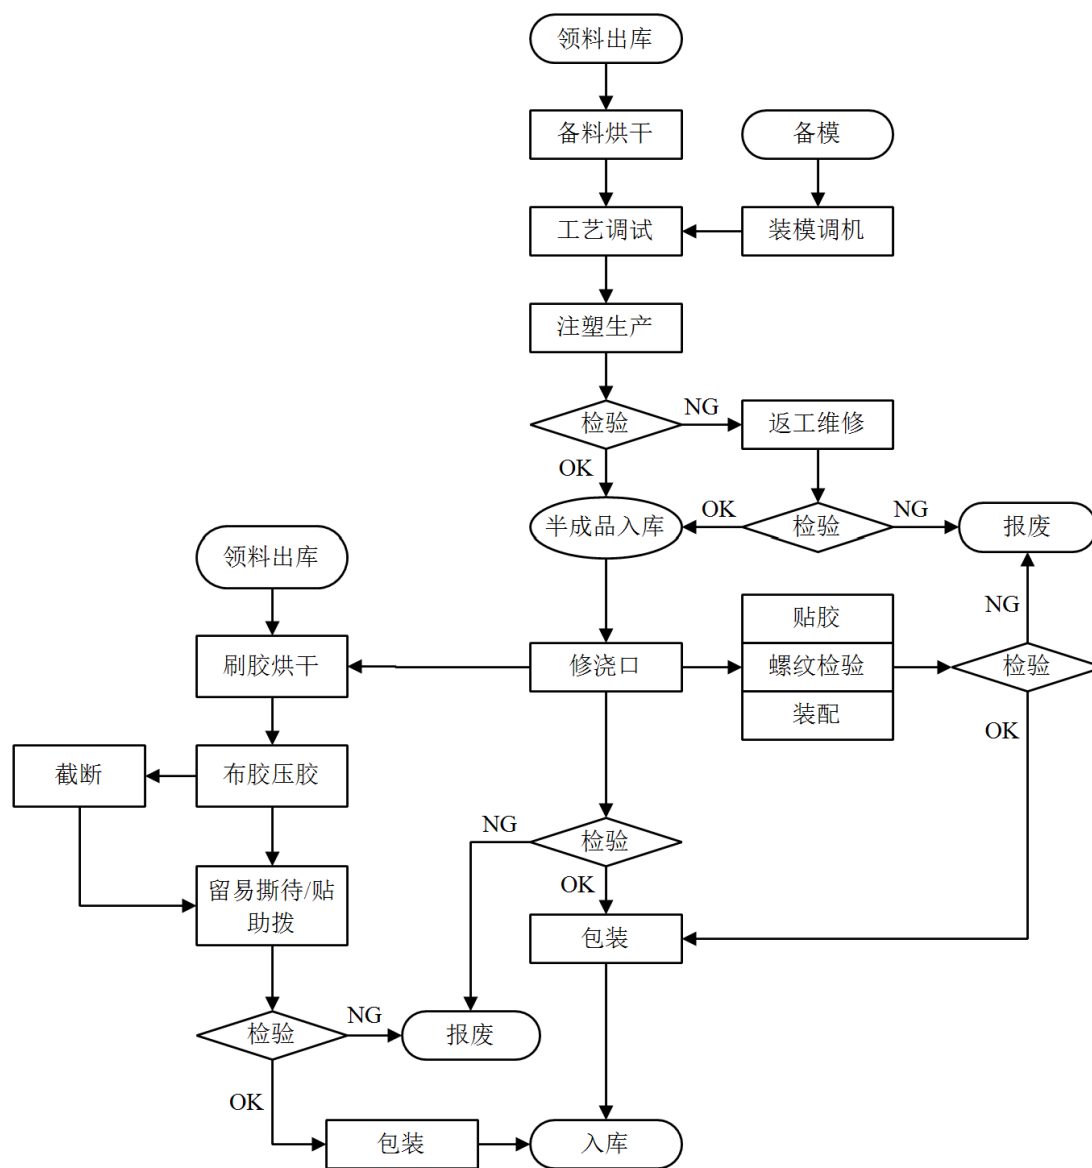 领料出库
备料烘干
备模
工艺调试
装模调机
注塑生产
检验
NG
返工维修
OK
半成品入库
OK
检验
NG
报废
领料出库
NG
贴胶
刷胶烘干
修浇口
螺纹检验
检验
装配
OK
截断
布胶压胶
NG
检验
OK
留易撕待/贴
助拨
包装
检验
NG
报废
OK
包装
入库